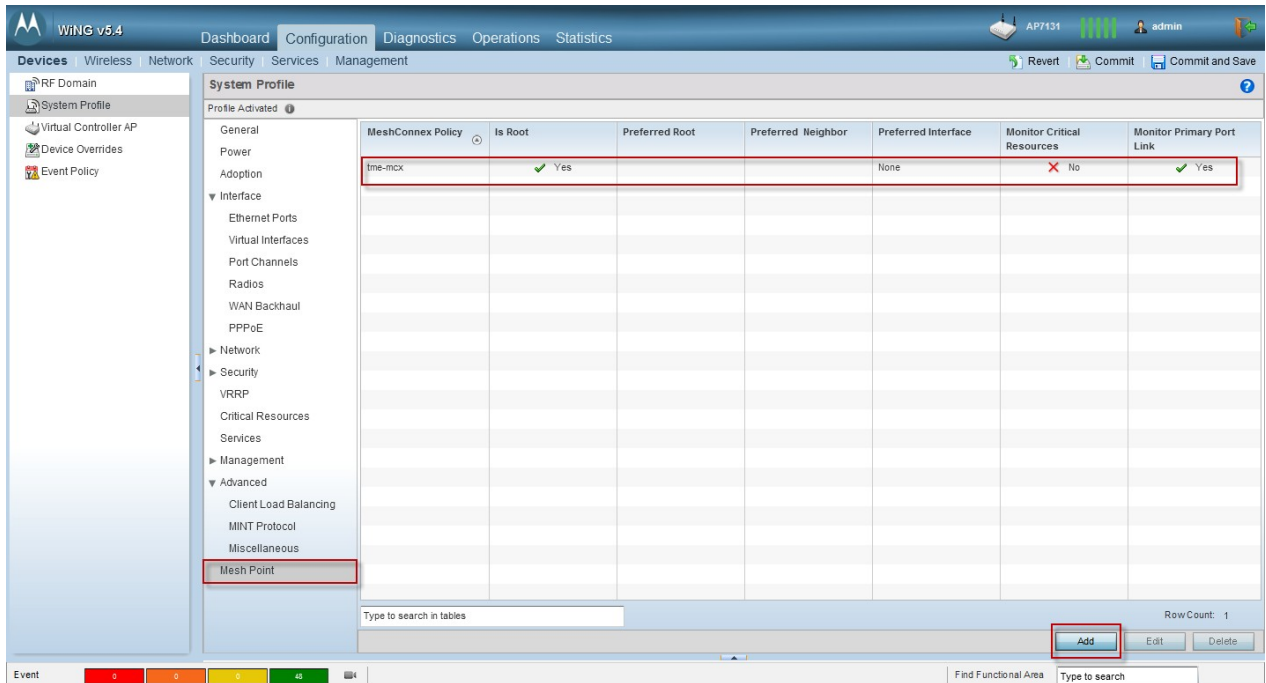 WiNG v5.4
Dashboard Configuration Diagnostics Operations Statistics
AP7131 admin
Devices Wireless Network Security Services Management
Revert Commit Commit and Save
RF Domain
System Profile
Virtual Controller AP
Device Overrides
Event Policy
System Profile
Profile Activated
General
Power
Adoption
Interface
Ethernet Ports
Virtual Interfaces
Port Channels
Radios
WAN Backhaul
PPPoE
Network
Security
VRRP
Critical Resources
Services
Management
Advanced
Client Load Balancing
MINT Protocol
Miscellaneous
Mesh Point
MeshConnex Policy Is Root Preferred Root Preferred Neighbor Preferred Interface Monitor Critical Resources Monitor Primary Port Link
tme-mcx Yes None No Yes
Type to search in tables
Row Count: 1
Add Edit Delete
Event 0 0 0 48
Find Functional Area Type to search